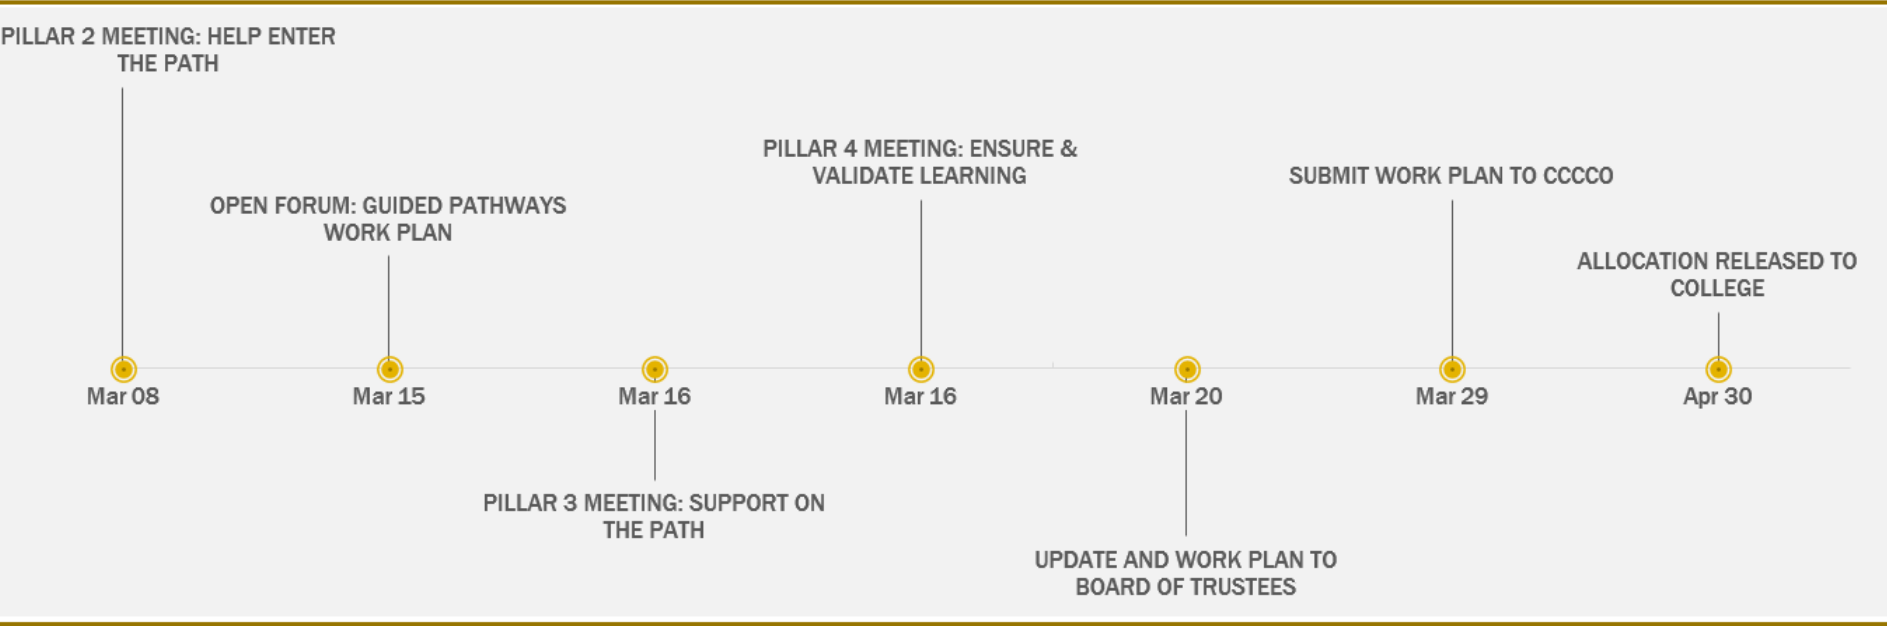 PILLAR 2 MEETING: HELP ENTER
THE PATH
OPEN FORUM: GUIDED PATHWAYS
WORK PLAN
PILLAR 4 MEETING: ENSURE &
VALIDATE LEARNING
SUBMIT WORK PLAN TO CCCCO
ALLOCATION RELEASED TO
COLLEGE
Mar 08
Mar 15
Mar 16
Mar 16
Mar 20
Mar 29
Apr 30
PILLAR 3 MEETING: SUPPORT ON
THE PATH
UPDATE AND WORK PLAN TO
BOARD OF TRUSTEES